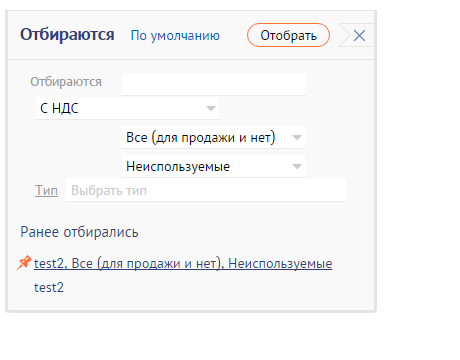 Отбираются По умолчанию Отобрать
Отбираются
С НДС
Все (для продажи и нет)
Неиспользуемые
Тип Выбрать тип
Ранее отбирались
test2, Все (для продажи и нет), Неиспользуемые
test2